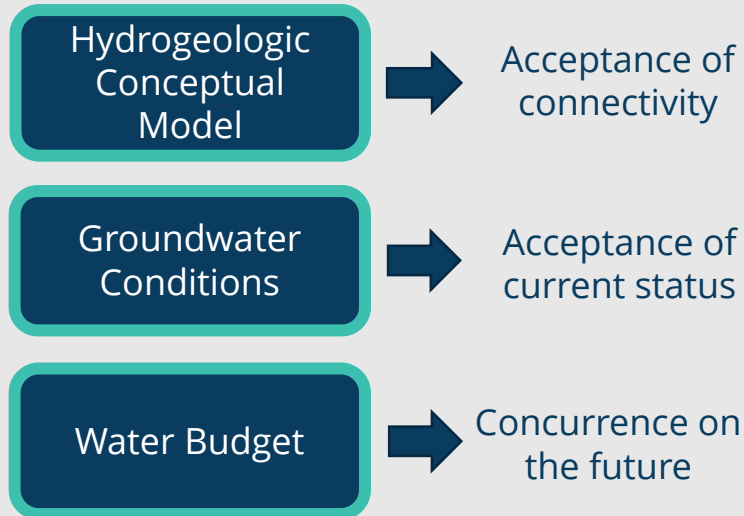 Hydrogeologic
Conceptual
Model
Acceptance of
connectivity
Groundwater
Conditions
Acceptance of
current status
Water Budget
Concurrence on
the future